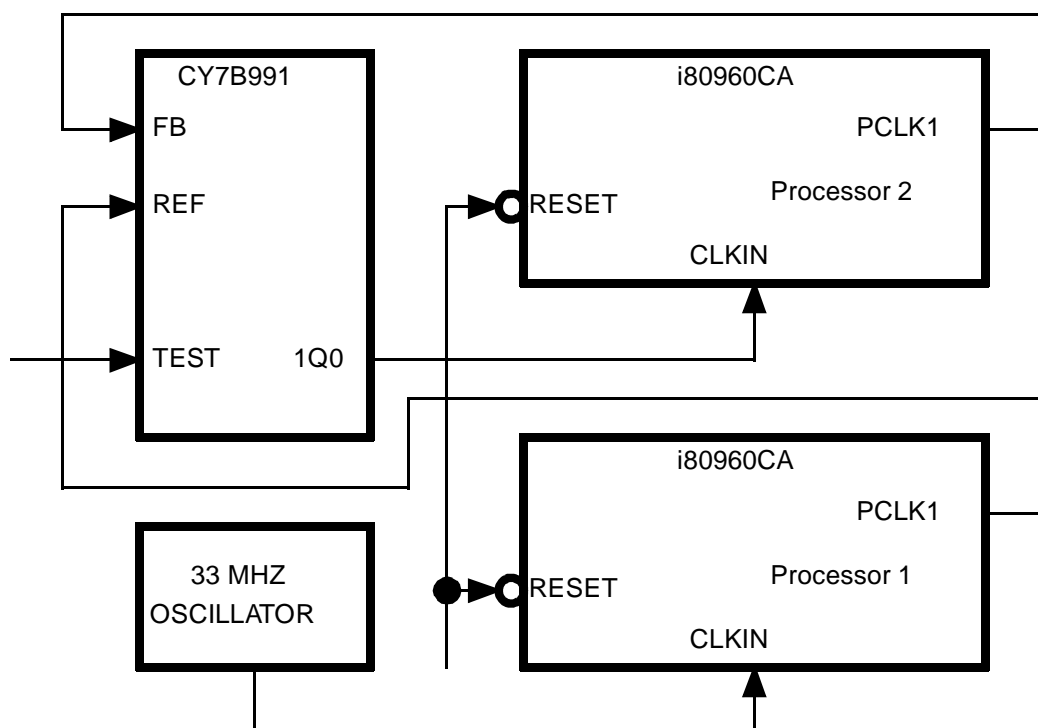 CY7B991
FB
REF
TEST
1Q0
i80960CA
PCLK1
Processor 2
RESET
CLKIN
i80960CA
PCLK1
Processor 1
RESET
CLKIN
33 MHZ
OSCILLATOR